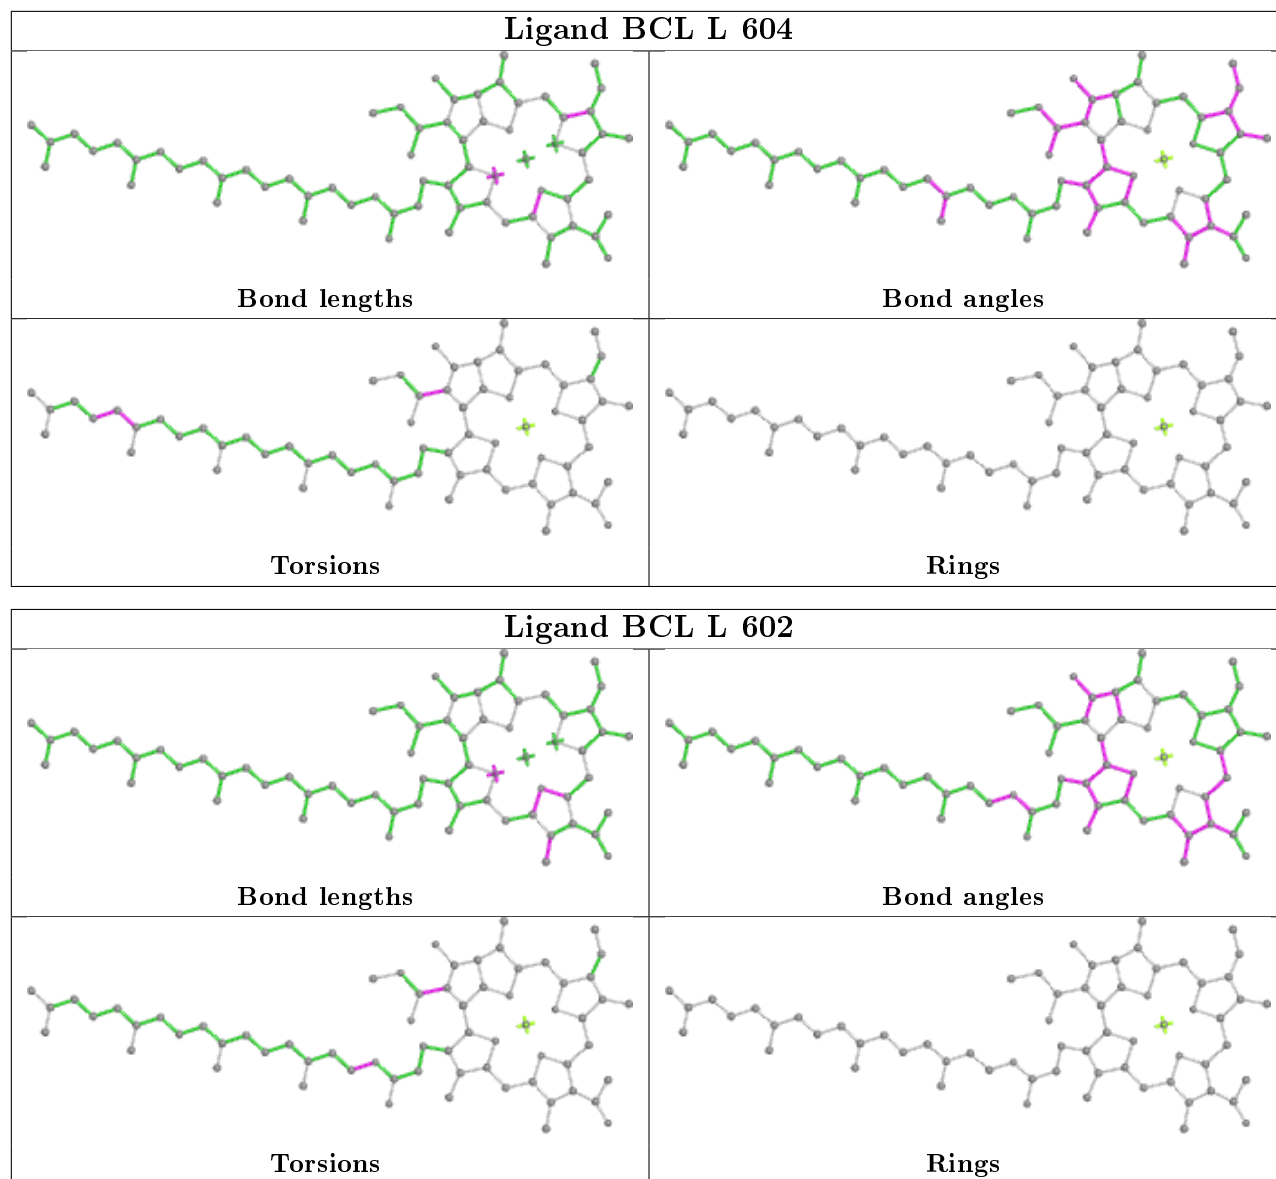 Ligand BCL L 604
Bond lengths
Bond angles
Torsions
Rings
Ligand BCL L 602
Bond lengths
Bond angles
Torsions
Rings